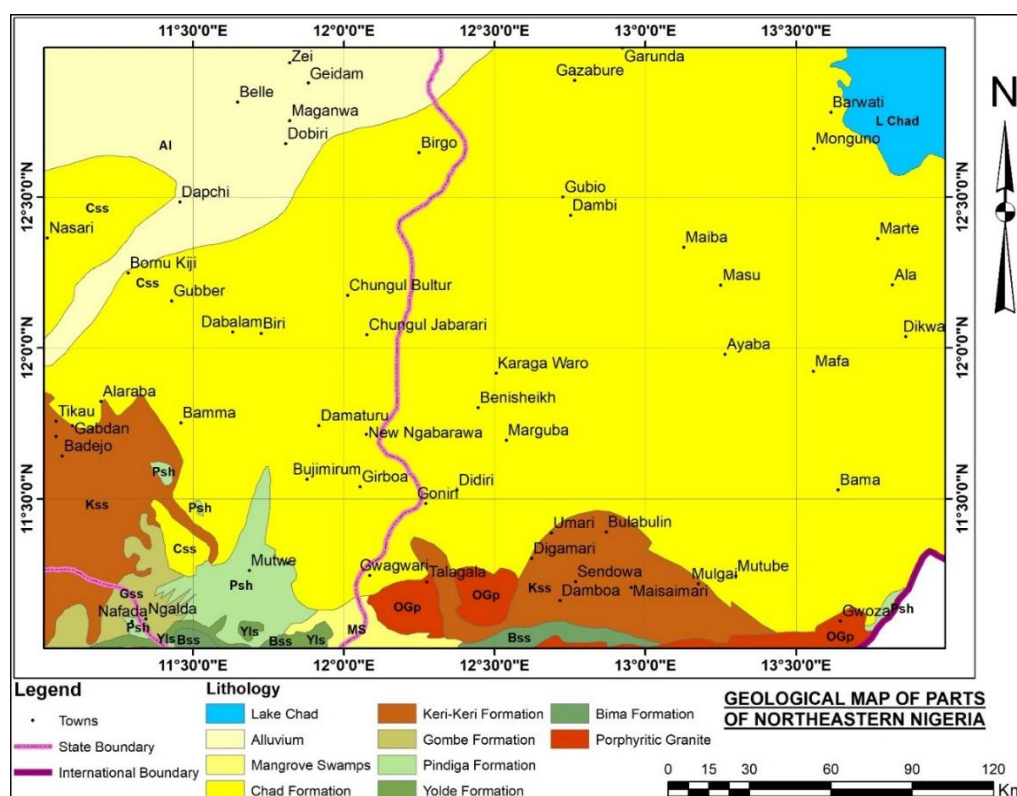 11°30'0"E 12°0'0"E 12°30'0"E 13°0'0"E 13°30'0"E
Zei
Geidam
Garunda
Gazabure
Belle
Maganwa
Dobiri
Barwati
L Chad
Al
Birgo
Monguno
N
12°30'0"N
12°30'0"N
Dapchi
Css
Gubio
Dambi
Nasari
Maiba
Marte
Bornu Kiji
Css
Gubber
Chungul Bultur
Masu
Ala
Dabalam
Biri
Chungul Jabarari
Dikwa
12°0'0"N
12°0'0"N
Ayaba
Karaga Waro
Mafa
Alaraba
Tikau
Gabdan
Badejo
Bamma
Damaturu
New Ngabarawa
Benisheikh
Marguba
Psh
Bujimirum
Girboa
Didiri
Bama
Gonirt
11°30'0"N
11°30'0"N
Kss
Psh
Umari
Bulabulin
Css
Mutwe
Digamari
Psh
Gwagwari
Talagala
Sendowa
Mulgai
Mutube
Gss
OGp
OGp
Kss
Damboa
Maisaimari
Nafada
Ngalda
Gwoza
Psh
Psh
Yls
Bss
Yls
Bss
Yls
MS
Bss
OGp
11°30'0"E 12°0'0"E 12°30'0"E 13°0'0"E 13°30'0"E
Legend
Towns
State Boundary
International Boundary
Lithology
Lake Chad
Alluvium
Mangrove Swamps
Chad Formation
Keri-Keri Formation
Gombe Formation
Pindiga Formation
Yolde Formation
Bima Formation
Porphyritic Granite
GEOLOGICAL MAP OF PARTS
OF NORTHEASTERN NIGERIA
0 15 30 60 90 120
Km